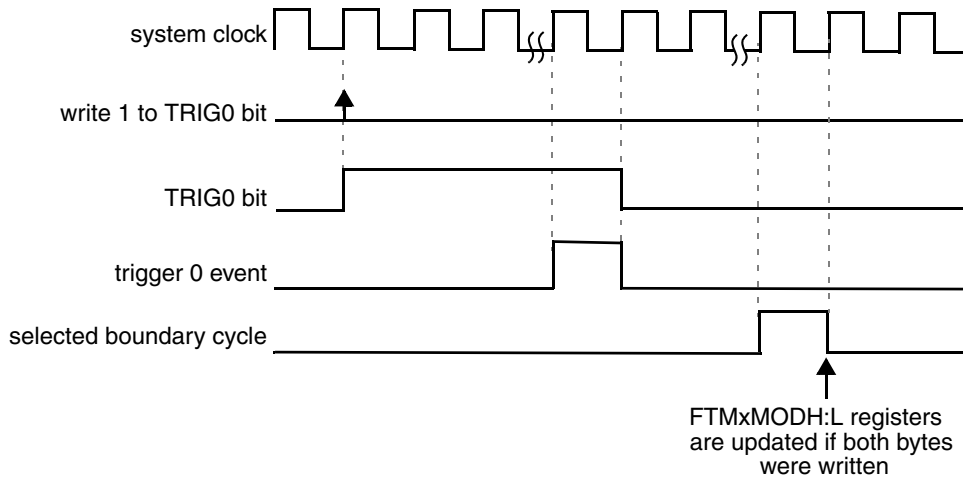 system clock
write 1 to TRIG0 bit
TRIG0 bit
trigger 0 event
selected boundary cycle
FTMxMODH:L registers
are updated if both bytes
were written